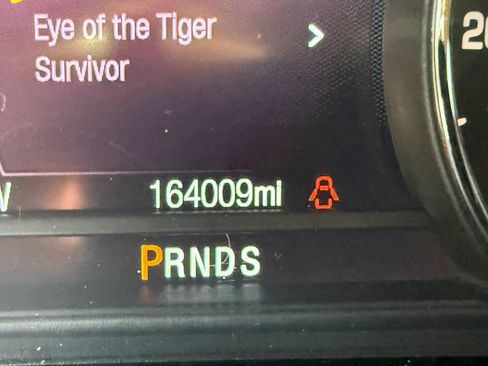 Eye of the Tiger >
Survivor
164009mi
PRNDS